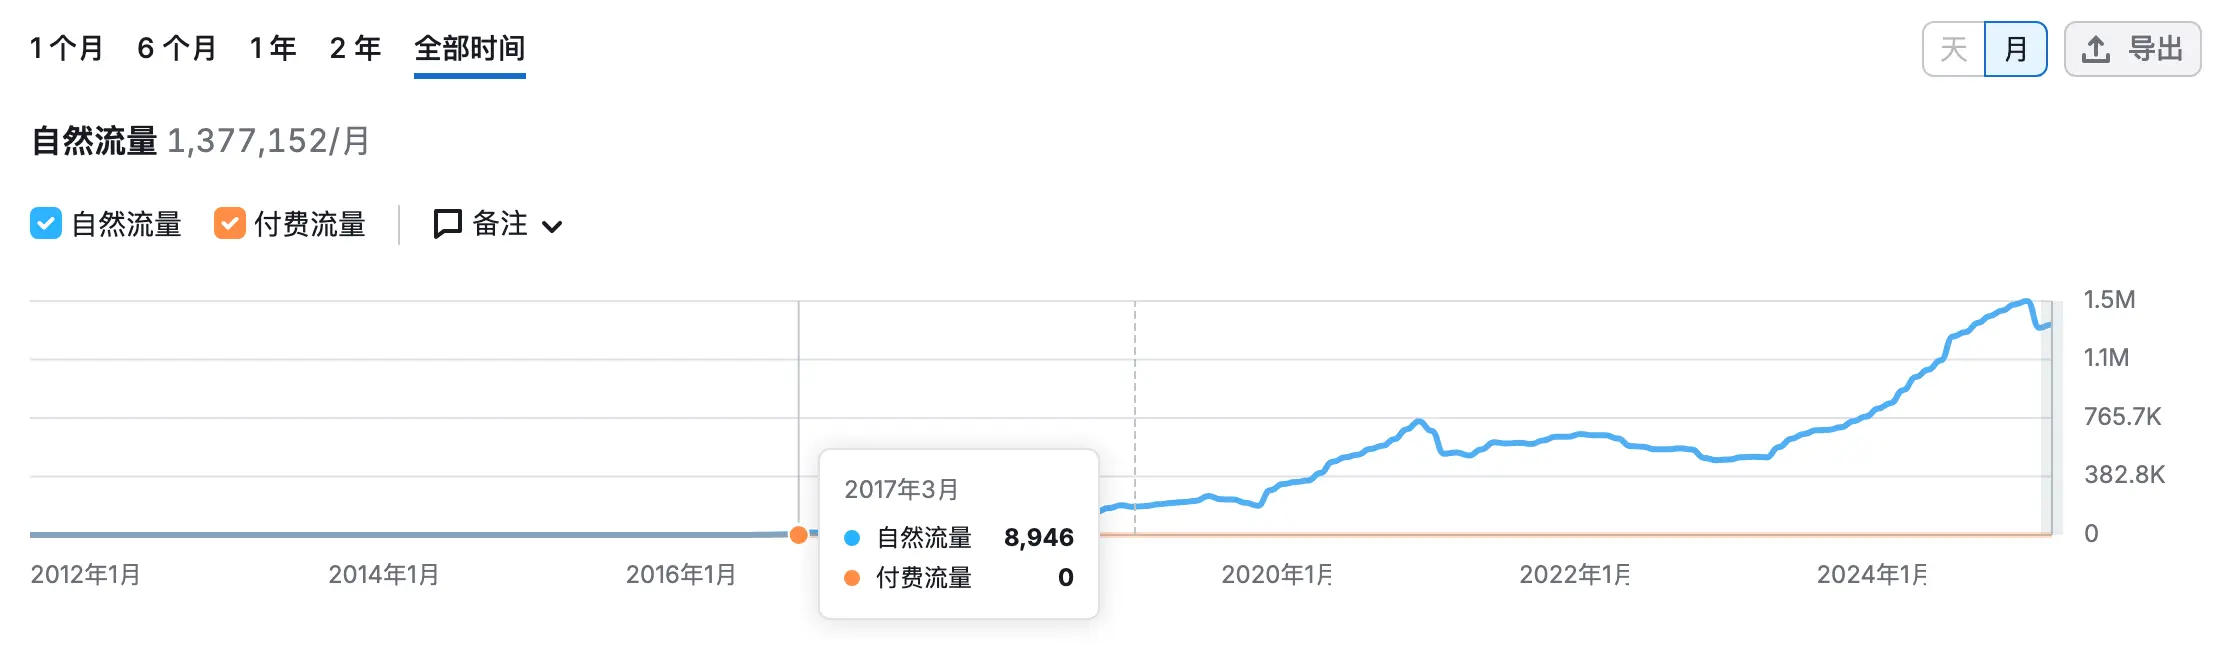 1个月 6个月 1年 2年 全部时间
天 月 导出
自然流量 1,377,152/月
自然流量 付费流量 备注
1.5M
1.1M
765.7K
382.8K
0
2017年3月
自然流量 8,946
付费流量 0
2012年1月 2014年1月 2016年1月 2020年1月 2022年1月 2024年1月